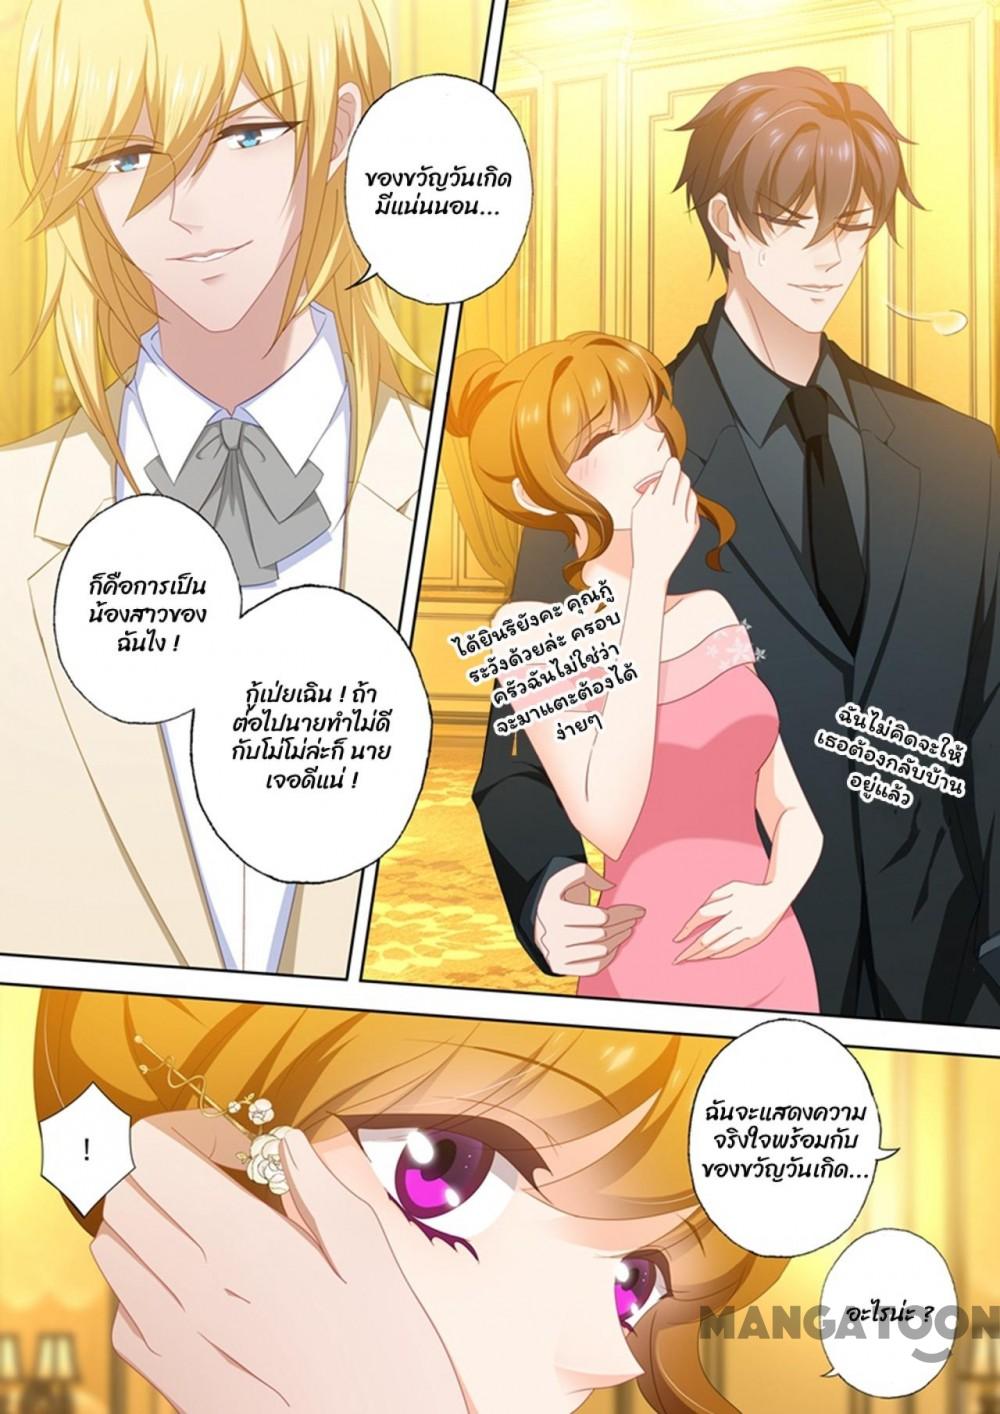 ของขวัญวันเกิด
มีแน่นนอน...
ก็คือการเป็น
น้องสาวของ
ฉันไง !
กู้เป่ยเฉิน ! ถ้า
ต่อไปนายทำไม่ดี
กับโม่โม่ล่ะก็ นาย
เจอดีแน่ !
ได้ยินรึยังคะ คุณกู้
ระวังด้วยล่ะ ครอบ
ครัวฉันไม่ใช่ว่า
จะมาแตะต้องได้
ง่ายๆ
ฉันไม่คิดจะให้
เธอต้องกลับบ้าน
อยู่แล้ว
!
ฉันจะแสดงความ
จริงใจพร้อมกับ
ของขวัญวันเกิด...
อะไรน่ะ ?
MANGATOON